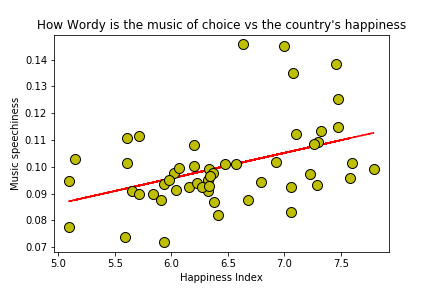 How Wordy is the music of choice vs the country's happiness
0.14
0.13
0.12
0.11
0.10
0.09
0.08
0.07
Music speechiness
5.0 5.5 6.0 6.5 7.0 7.5
Happiness Index